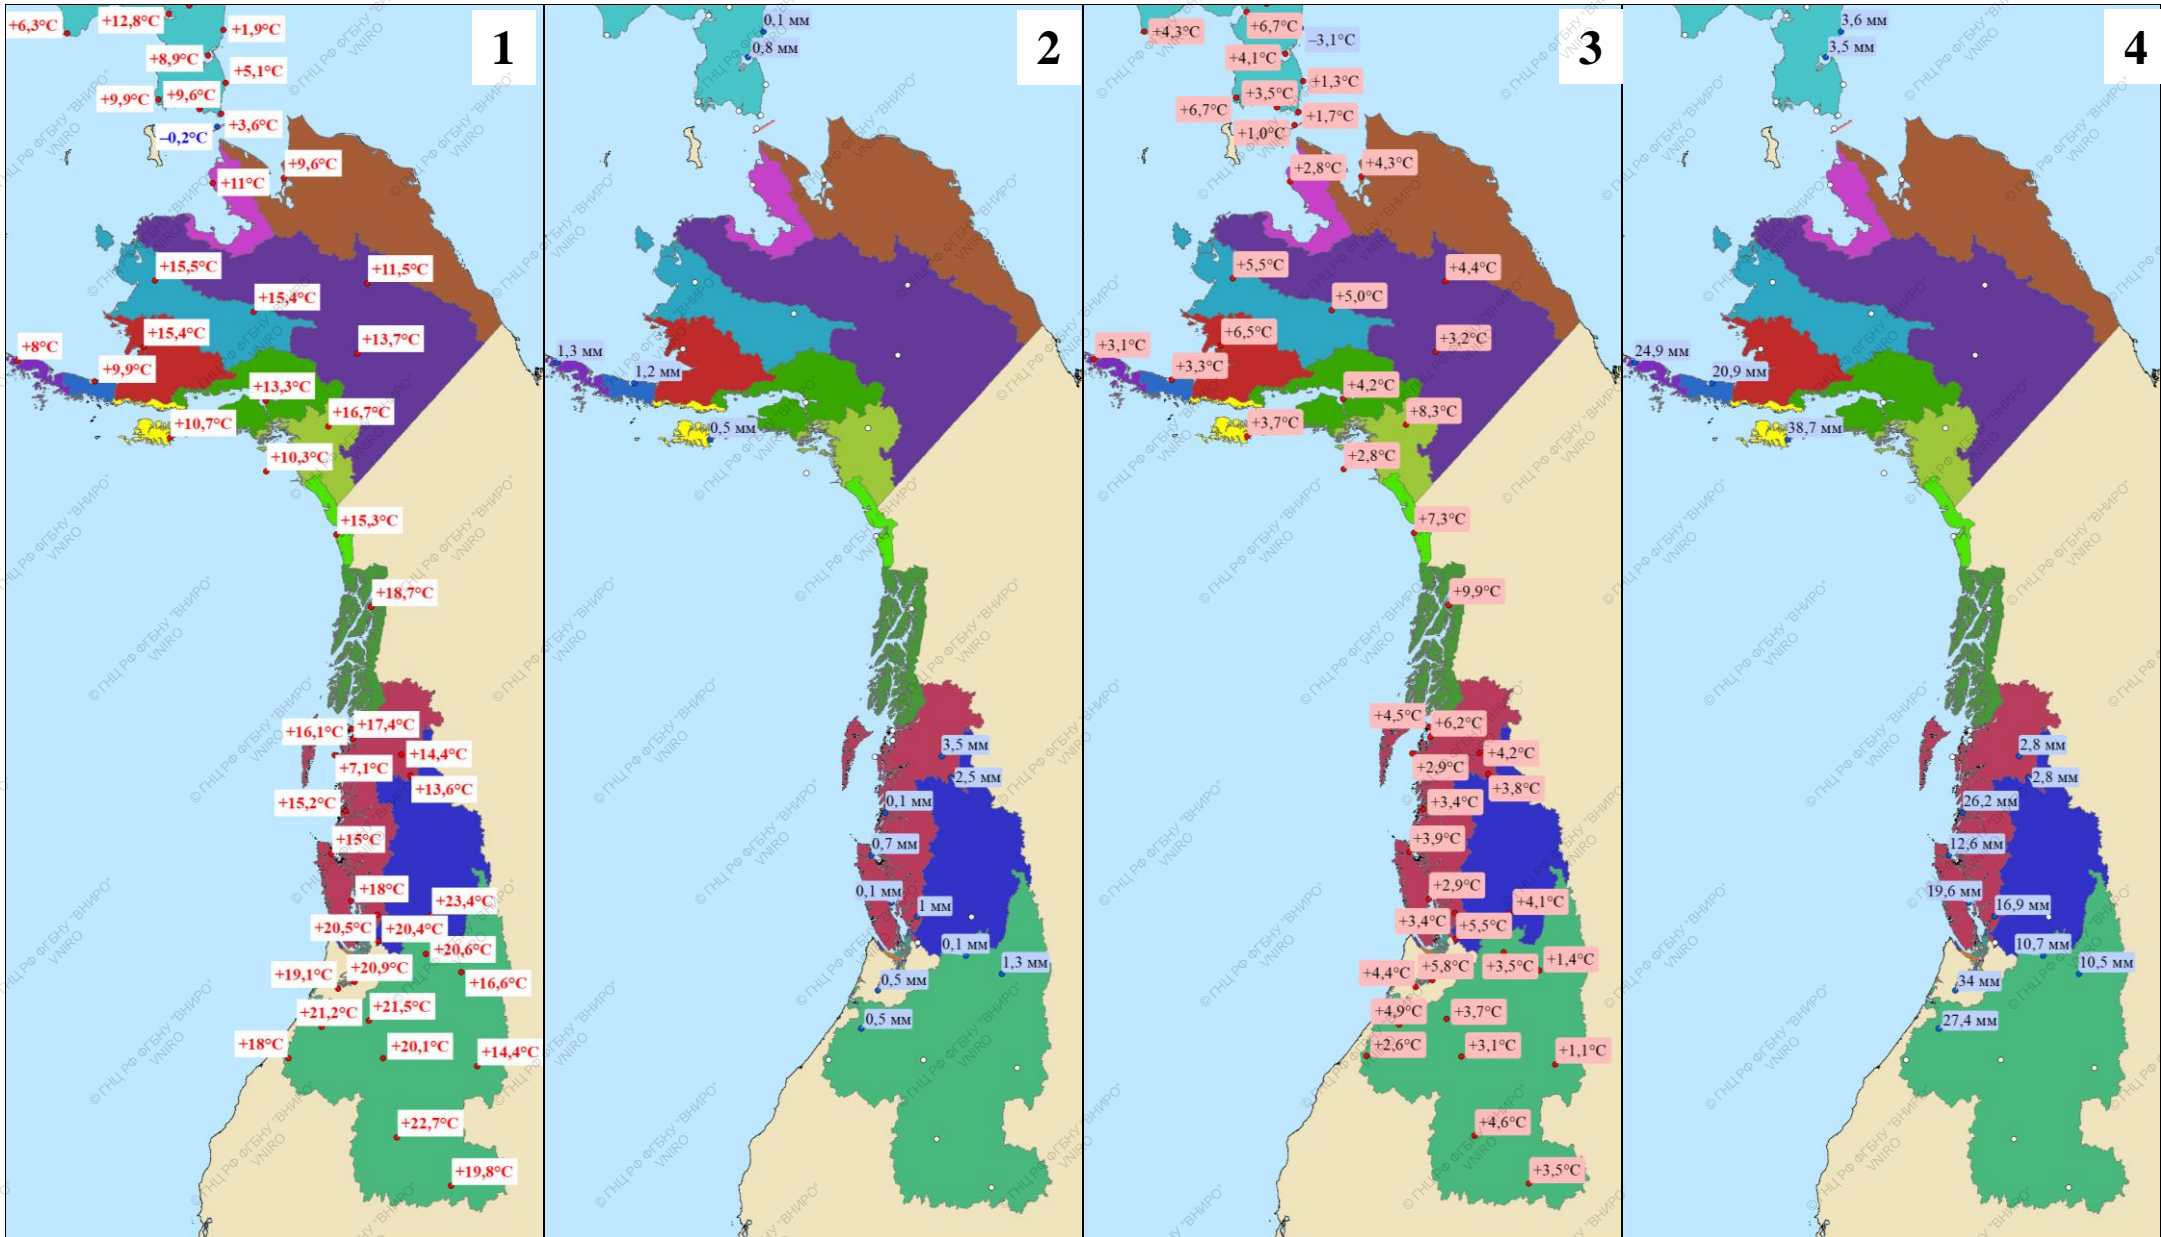 1
+6,3°C
+12,8°C
+1,9°C
+8,9°C
+5,1°C
+9,9°C
+9,6°C
+3,6°C
–0,2°C
+9,6°C
+11°C
+15,5°C
+11,5°C
+15,4°C
+15,4°C
+13,7°C
+8°C
+9,9°C
+13,3°C
+16,7°C
+10,7°C
+10,3°C
+15,3°C
+18,7°C
+17,4°C
+16,1°C
+14,4°C
+7,1°C
+13,6°C
+15,2°C
+15°C
+18°C
+23,4°C
+20,5°C
+20,4°C
+20,6°C
+20,9°C
+19,1°C
+16,6°C
+21,5°C
+21,2°C
+18°C
+20,1°C
+14,4°C
+22,7°C
+19,8°C
2
0,1 мм
0,8 мм
1,3 мм
1,2 мм
0,5 мм
3,5 мм
2,5 мм
0,1 мм
0,7 мм
0,1 мм
1 мм
0,1 мм
1,3 мм
0,5 мм
0,5 мм
3
+4,3°C
+6,7°C
–3,1°C
+4,1°C
+1,3°C
+3,5°C
+6,7°C
+1,7°C
+1,0°C
+2,8°C
+4,3°C
+5,5°C
+4,4°C
+5,0°C
+6,5°C
+3,2°C
+3,1°C
+3,3°C
+4,2°C
+8,3°C
+3,7°C
+2,8°C
+7,3°C
+9,9°C
+4,5°C
+6,2°C
+4,2°C
+2,9°C
+3,8°C
+3,4°C
+3,9°C
+2,9°C
+4,1°C
+3,4°C
+5,5°C
+1,4°C
+5,8°C
+3,5°C
+4,4°C
+4,9°C
+3,7°C
+2,6°C
+3,1°C
+1,1°C
+4,6°C
+3,5°C
4
3,6 мм
3,5 мм
24,9 мм
20,9 мм
38,7 мм
2,8 мм
2,8 мм
26,2 мм
12,6 мм
19,6 мм
16,9 мм
10,7 мм
10,5 мм
34 мм
27,4 мм
© ГНЦ РФ ФГБНУ "ВНИРО"
VNIRO